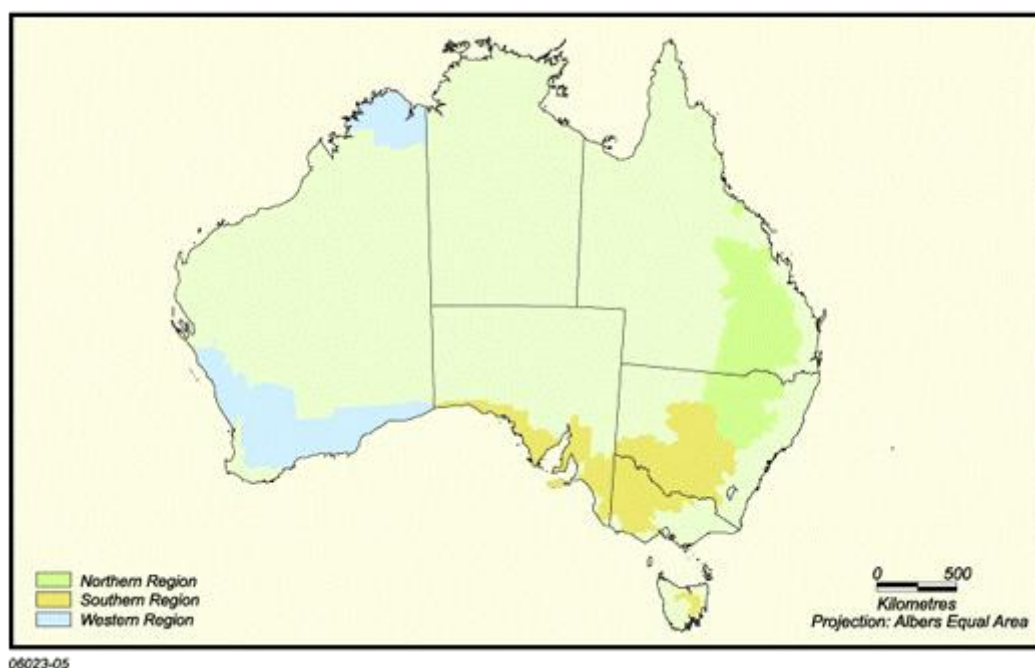 Northern Region
Southern Region
Western Region
0 500
Kilometres
Projection: Albers Equal Area
06023-05